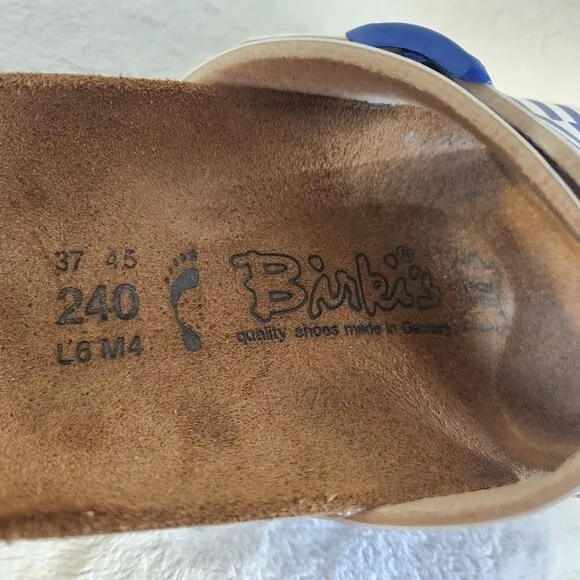 37 4.5
240
L6 M4
Birki's®
quality shoes made in Germany